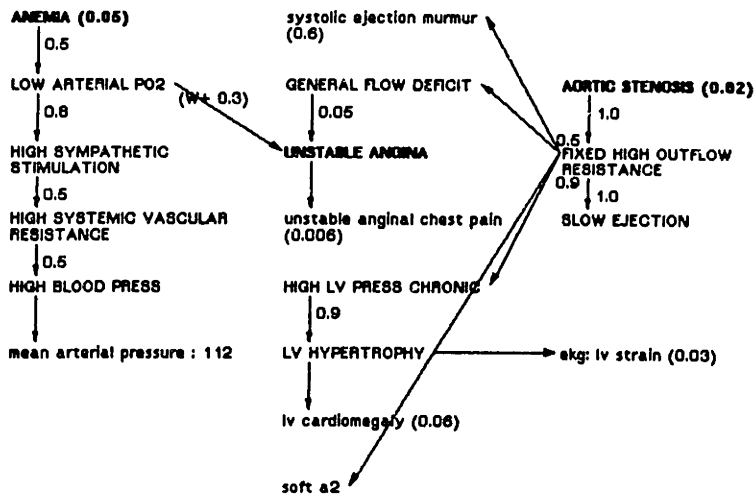 ANEMIA (0.05)
0.5
LOW ARTERIAL PO2
0.8
HIGH SYMPATHETIC
STIMULATION
0.5
HIGH SYSTEMIC VASCULAR
RESISTANCE
0.5
HIGH BLOOD PRESS
mean arterial pressure : 112
(W+ 0.3)
systolic ejection murmur
(0.6)
GENERAL FLOW DEFICIT
0.05
UNSTABLE ANGINA
unstable anginal chest pain
(0.006)
HIGH LV PRESS CHRONIC
0.9
LV HYPERTROPHY
lv cardiomegaly (0.06)
soft a2
AORTIC STENOSIS (0.02)
1.0
0.5
FIXED HIGH OUTFLOW
RESISTANCE
0.9
1.0
SLOW EJECTION
ekg: lv strain (0.03)